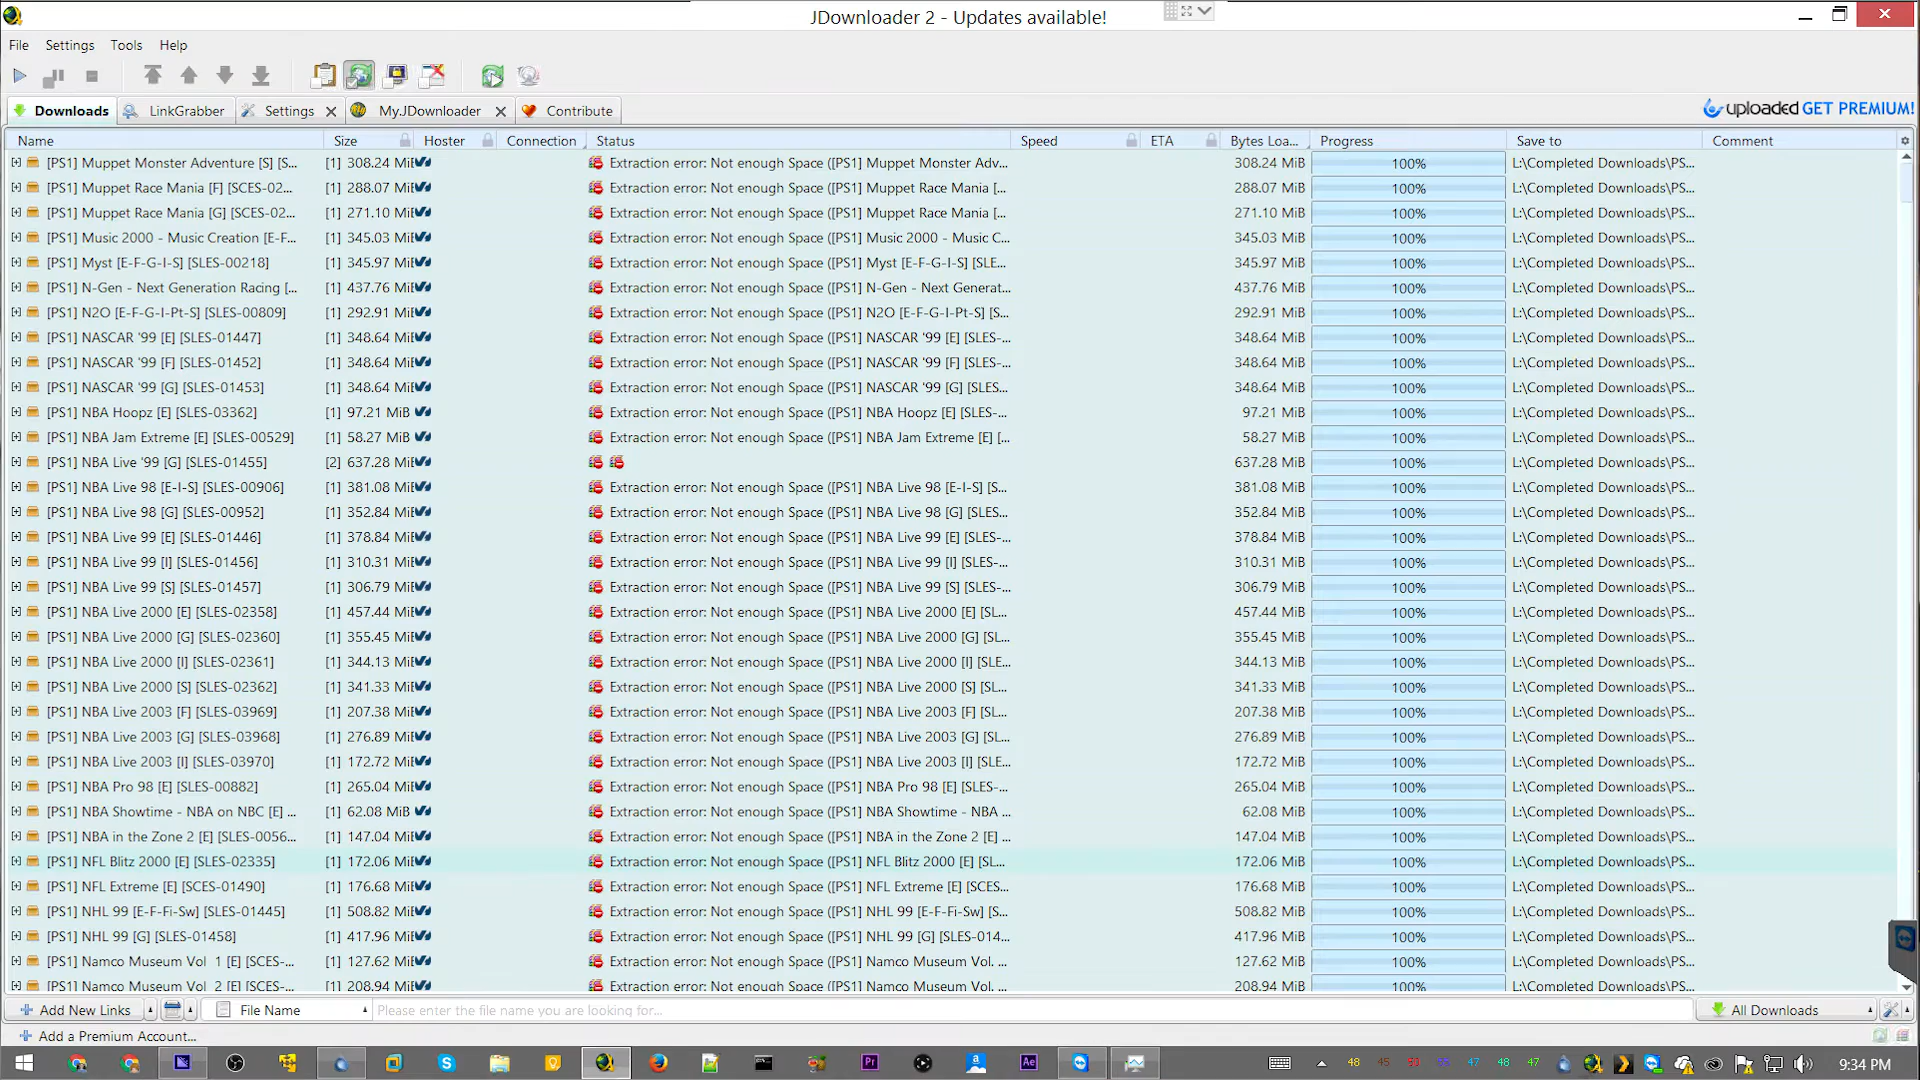 JDownloader 2 - Updates available!
File Settings Tools Help
Downloads LinkGrabber Settings MyJDownloader Contribute uploaded GET PREMIUM!
Name Size Hoster Connection Status Speed ETA Bytes Loa... Progress Save to Comment
[PS1] Muppet Monster Adventure [S] [S... [1] 308.24 MiB Extraction error: Not enough Space ([PS1] Muppet Monster Adv... 308.24 MiB 100% L:\Completed Downloads\PS...
[PS1] Muppet Race Mania [F] [SCES-02... [1] 288.07 MiB Extraction error: Not enough Space ([PS1] Muppet Race Mania [... 288.07 MiB 100% L:\Completed Downloads\PS...
[PS1] Muppet Race Mania [G] [SCES-02... [1] 271.10 MiB Extraction error: Not enough Space ([PS1] Muppet Race Mania [... 271.10 MiB 100% L:\Completed Downloads\PS...
[PS1] Music 2000 - Music Creation [E-F... [1] 345.03 MiB Extraction error: Not enough Space ([PS1] Music 2000 - Music C... 345.03 MiB 100% L:\Completed Downloads\PS...
[PS1] Myst [E-F-G-I-S] [SLES-00218] [1] 345.97 MiB Extraction error: Not enough Space ([PS1] Myst [E-F-G-I-S] [SLE... 345.97 MiB 100% L:\Completed Downloads\PS...
[PS1] N-Gen - Next Generation Racing [... [1] 437.76 MiB Extraction error: Not enough Space ([PS1] N-Gen - Next Generat... 437.76 MiB 100% L:\Completed Downloads\PS...
[PS1] N2O [E-F-G-I-Pt-S] [SLES-00809] [1] 292.91 MiB Extraction error: Not enough Space ([PS1] N2O [E-F-G-I-Pt-S] [S... 292.91 MiB 100% L:\Completed Downloads\PS...
[PS1] NASCAR '99 [E] [SLES-01447] [1] 348.64 MiB Extraction error: Not enough Space ([PS1] NASCAR '99 [E] [SLES-... 348.64 MiB 100% L:\Completed Downloads\PS...
[PS1] NASCAR '99 [F] [SLES-01452] [1] 348.64 MiB Extraction error: Not enough Space ([PS1] NASCAR '99 [F] [SLES-... 348.64 MiB 100% L:\Completed Downloads\PS...
[PS1] NASCAR '99 [G] [SLES-01453] [1] 348.64 MiB Extraction error: Not enough Space ([PS1] NASCAR '99 [G] [SLES... 348.64 MiB 100% L:\Completed Downloads\PS...
[PS1] NBA Hoopz [E] [SLES-03362] [1] 97.21 MiB Extraction error: Not enough Space ([PS1] NBA Hoopz [E] [SLES-... 97.21 MiB 100% L:\Completed Downloads\PS...
[PS1] NBA Jam Extreme [E] [SLES-00529] [1] 58.27 MiB Extraction error: Not enough Space ([PS1] NBA Jam Extreme [E] [... 58.27 MiB 100% L:\Completed Downloads\PS...
[PS1] NBA Live '99 [G] [SLES-01455] [2] 637.28 MiB 637.28 MiB 100% L:\Completed Downloads\PS...
[PS1] NBA Live 98 [E-I-S] [SLES-00906] [1] 381.08 MiB Extraction error: Not enough Space ([PS1] NBA Live 98 [E-I-S] [S... 381.08 MiB 100% L:\Completed Downloads\PS...
[PS1] NBA Live 98 [G] [SLES-00952] [1] 352.84 MiB Extraction error: Not enough Space ([PS1] NBA Live 98 [G] [SLES... 352.84 MiB 100% L:\Completed Downloads\PS...
[PS1] NBA Live 99 [E] [SLES-01446] [1] 378.84 MiB Extraction error: Not enough Space ([PS1] NBA Live 99 [E] [SLES-... 378.84 MiB 100% L:\Completed Downloads\PS...
[PS1] NBA Live 99 [I] [SLES-01456] [1] 310.31 MiB Extraction error: Not enough Space ([PS1] NBA Live 99 [I] [SLES-... 310.31 MiB 100% L:\Completed Downloads\PS...
[PS1] NBA Live 99 [S] [SLES-01457] [1] 306.79 MiB Extraction error: Not enough Space ([PS1] NBA Live 99 [S] [SLES-... 306.79 MiB 100% L:\Completed Downloads\PS...
[PS1] NBA Live 2000 [E] [SLES-02358] [1] 457.44 MiB Extraction error: Not enough Space ([PS1] NBA Live 2000 [E] [SL... 457.44 MiB 100% L:\Completed Downloads\PS...
[PS1] NBA Live 2000 [G] [SLES-02360] [1] 355.45 MiB Extraction error: Not enough Space ([PS1] NBA Live 2000 [G] [SL... 355.45 MiB 100% L:\Completed Downloads\PS...
[PS1] NBA Live 2000 [I] [SLES-02361] [1] 344.13 MiB Extraction error: Not enough Space ([PS1] NBA Live 2000 [I] [SLE... 344.13 MiB 100% L:\Completed Downloads\PS...
[PS1] NBA Live 2000 [S] [SLES-02362] [1] 341.33 MiB Extraction error: Not enough Space ([PS1] NBA Live 2000 [S] [SL... 341.33 MiB 100% L:\Completed Downloads\PS...
[PS1] NBA Live 2003 [F] [SLES-03969] [1] 207.38 MiB Extraction error: Not enough Space ([PS1] NBA Live 2003 [F] [SL... 207.38 MiB 100% L:\Completed Downloads\PS...
[PS1] NBA Live 2003 [G] [SLES-03968] [1] 276.89 MiB Extraction error: Not enough Space ([PS1] NBA Live 2003 [G] [SL... 276.89 MiB 100% L:\Completed Downloads\PS...
[PS1] NBA Live 2003 [I] [SLES-03970] [1] 172.72 MiB Extraction error: Not enough Space ([PS1] NBA Live 2003 [I] [SL... 172.72 MiB 100% L:\Completed Downloads\PS...
[PS1] NBA Pro 98 [E] [SLES-00882] [1] 265.04 MiB Extraction error: Not enough Space ([PS1] NBA Pro 98 [E] [SLES-... 265.04 MiB 100% L:\Completed Downloads\PS...
[PS1] NBA Showtime - NBA on NBC [E] ... [1] 62.08 MiB Extraction error: Not enough Space ([PS1] NBA Showtime - NBA ... 62.08 MiB 100% L:\Completed Downloads\PS...
[PS1] NBA in the Zone 2 [E] [SLES-0056... [1] 147.04 MiB Extraction error: Not enough Space ([PS1] NBA in the Zone 2 [E] ... 147.04 MiB 100% L:\Completed Downloads\PS...
[PS1] NFL Blitz 2000 [E] [SLES-02335] [1] 172.06 MiB Extraction error: Not enough Space ([PS1] NFL Blitz 2000 [E] [SL... 172.06 MiB 100% L:\Completed Downloads\PS...
[PS1] NFL Extreme [E] [SCES-01490] [1] 176.68 MiB Extraction error: Not enough Space ([PS1] NFL Extreme [E] [SCES... 176.68 MiB 100% L:\Completed Downloads\PS...
[PS1] NHL 99 [E-F-Fi-Sw] [SLES-01445] [1] 508.82 MiB Extraction error: Not enough Space ([PS1] NHL 99 [E-F-Fi-Sw] [S... 508.82 MiB 100% L:\Completed Downloads\PS...
[PS1] NHL 99 [G] [SLES-01458] [1] 417.96 MiB Extraction error: Not enough Space ([PS1] NHL 99 [G] [SLES-014... 417.96 MiB 100% L:\Completed Downloads\PS...
[PS1] Namco Museum Vol 1 [E] [SCES-... [1] 127.62 MiB Extraction error: Not enough Space ([PS1] Namco Museum Vol. ... 127.62 MiB 100% L:\Completed Downloads\PS...
[PS1] Namco Museum Vol 2 [E] [SCES-... [1] 208.94 MiB Extraction error: Not enough Space ([PS1] Namco Museum Vol. ... 208.94 MiB 100% L:\Completed Downloads\PS...
Add New Links File Name Please enter the file name you are looking for... All Downloads
Add a Premium Account...
Pr Ae 48 45 47 48 47 9:34 PM